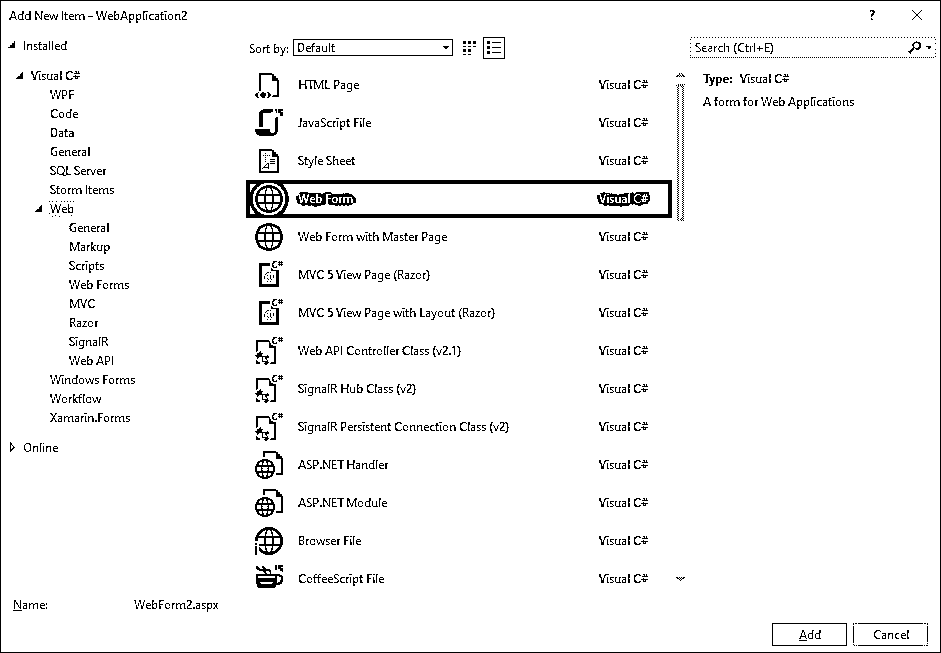 Add New Item - WebApplication2
?
Installed
Sort by: Default
Search (Ctrl+E)
Visual C#
WPF
Code
Data
General
SQL Server
Storm Items
Web
General
Markup
Scripts
Web Forms
MVC
Razor
SignalR
Web API
Windows Forms
Workflow
Xamarin.Forms
Online
HTML Page Visual C#
JavaScript File Visual C#
Style Sheet Visual C#
Web Form Visual C#
Web Form with Master Page Visual C#
MVC 5 View Page (Razor) Visual C#
MVC 5 View Page with Layout (Razor) Visual C#
Web API Controller Class (v2.1) Visual C#
SignalR Hub Class (v2) Visual C#
SignalR Persistent Connection Class (v2) Visual C#
ASP.NET Handler Visual C#
ASP.NET Module Visual C#
Browser File Visual C#
CoffeeScript File Visual C#
Type: Visual C#
A form for Web Applications
Name: WebForm2.aspx
Add Cancel